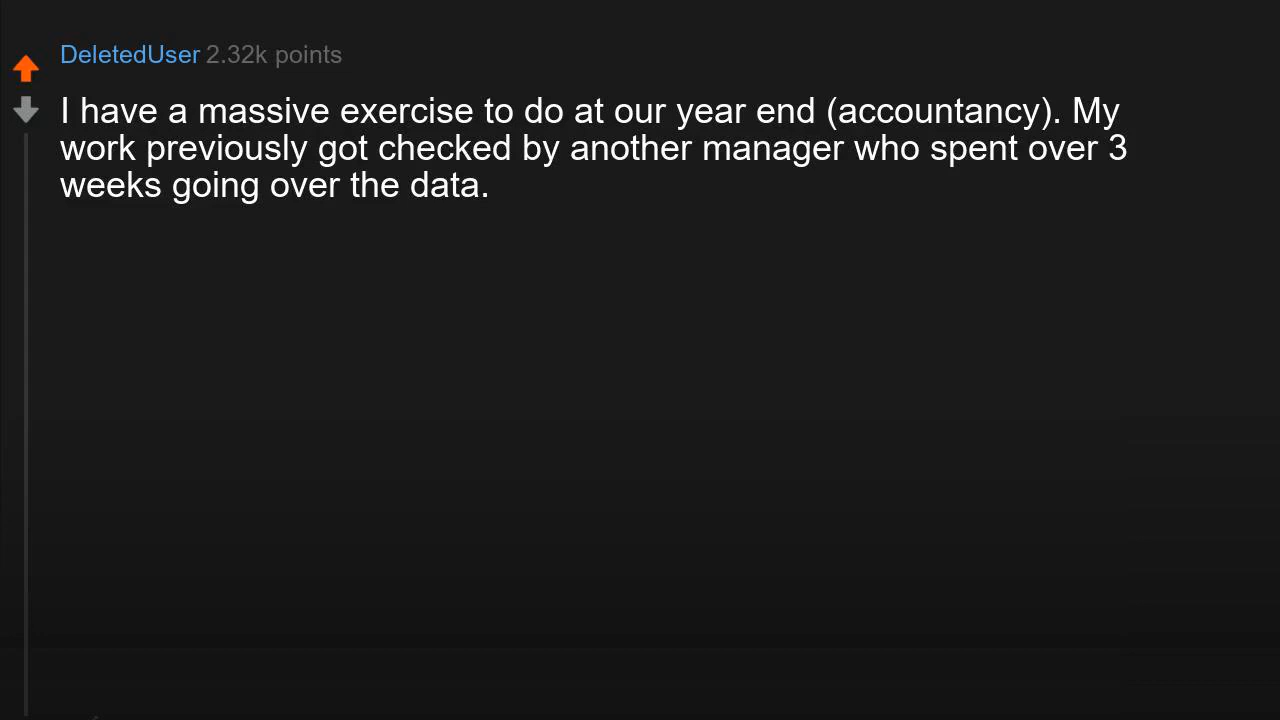 DeletedUser 2.32k points
I have a massive exercise to do at our year end (accountancy). My
work previously got checked by another manager who spent over 3
weeks going over the data.